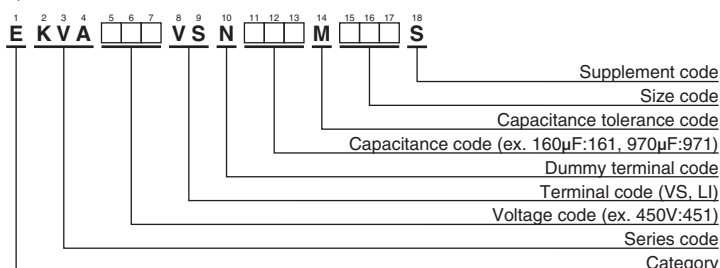 1 2 3 4 5 6 7 8 9 10 11 12 13 14 15 16 17 18
E K V A □□□ V S N □□□ M □□□ S
Supplement code
Size code
Capacitance tolerance code
Capacitance code (ex. 160µF:161, 970µF:971)
Dummy terminal code
Terminal code (VS, LI)
Voltage code (ex. 450V:451)
Series code
Category